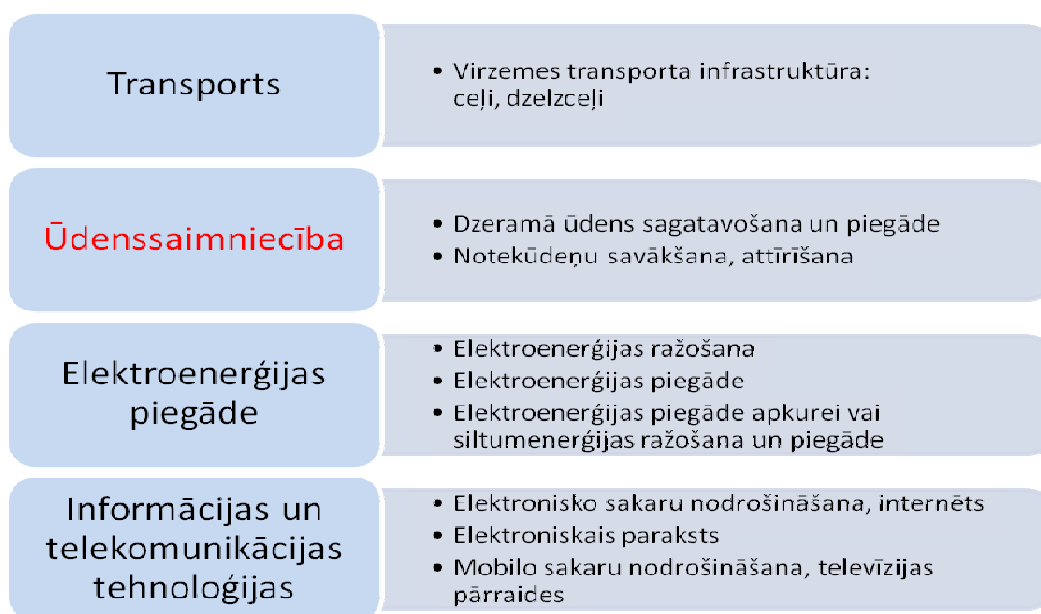 Transports
• Virzemes transporta infrastruktūra:
ceļi, dzelzceļi
Ūdenssaimniecība
• Dzeramā ūdens sagatavošana un piegāde
• Notekūdeņu savākšana, attīrīšana
Elektroenerģijas
piegāde
• Elektroenerģijas ražošana
• Elektroenerģijas piegāde
• Elektroenerģijas piegāde apkurei vai
siltumenerģijas ražošana un piegāde
Informācijas un
telekomunikācijas
tehnoloģijas
• Elektronisko sakaru nodrošināšana, internēts
• Elektroniskais paraksts
• Mobilo sakaru nodrošināšana, televīzijas
pārraides